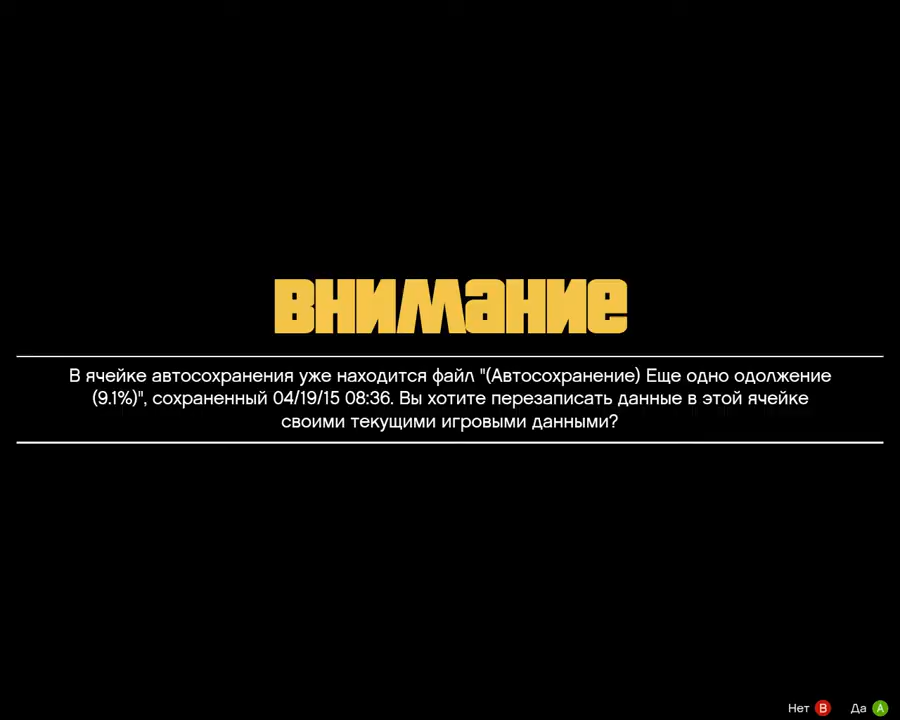 внимание
В ячейке автосохранения уже находится файл "(Автосохранение) Еще одно одолжение
(9.1%)", сохраненный 04/19/15 08:36. Вы хотите перезаписать данные в этой ячейке
своими текущими игровыми данными?
Нет B Да A